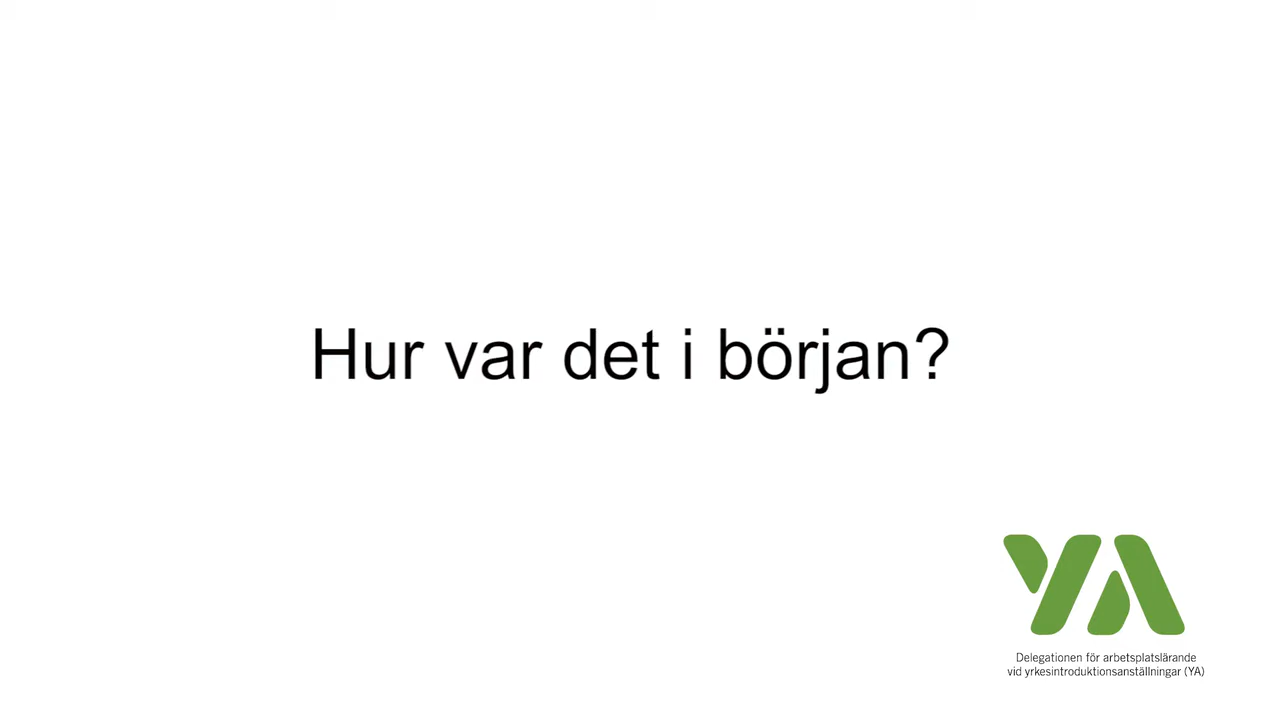 Hur var det i början?
YA
Delegationen för arbetsplatslärande
vid yrkesintroduktionsanställningar (YA)